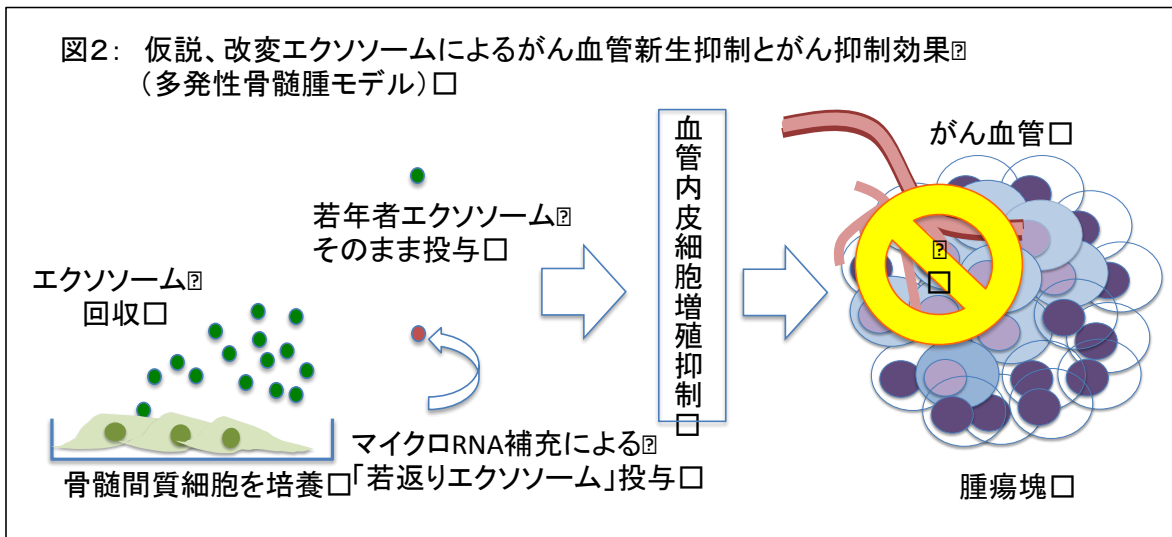 図2: 仮説、改変エクソソームによるがん血管新生抑制とがん抑制効果
（多発性骨髄腫モデル）
エクソソーム
回収
骨髄間質細胞を培養
若年者エクソソーム
そのまま投与
マイクロRNA補充による
「若返りエクソソーム」投与
血管内皮細胞増殖抑制
がん血管
腫瘍塊